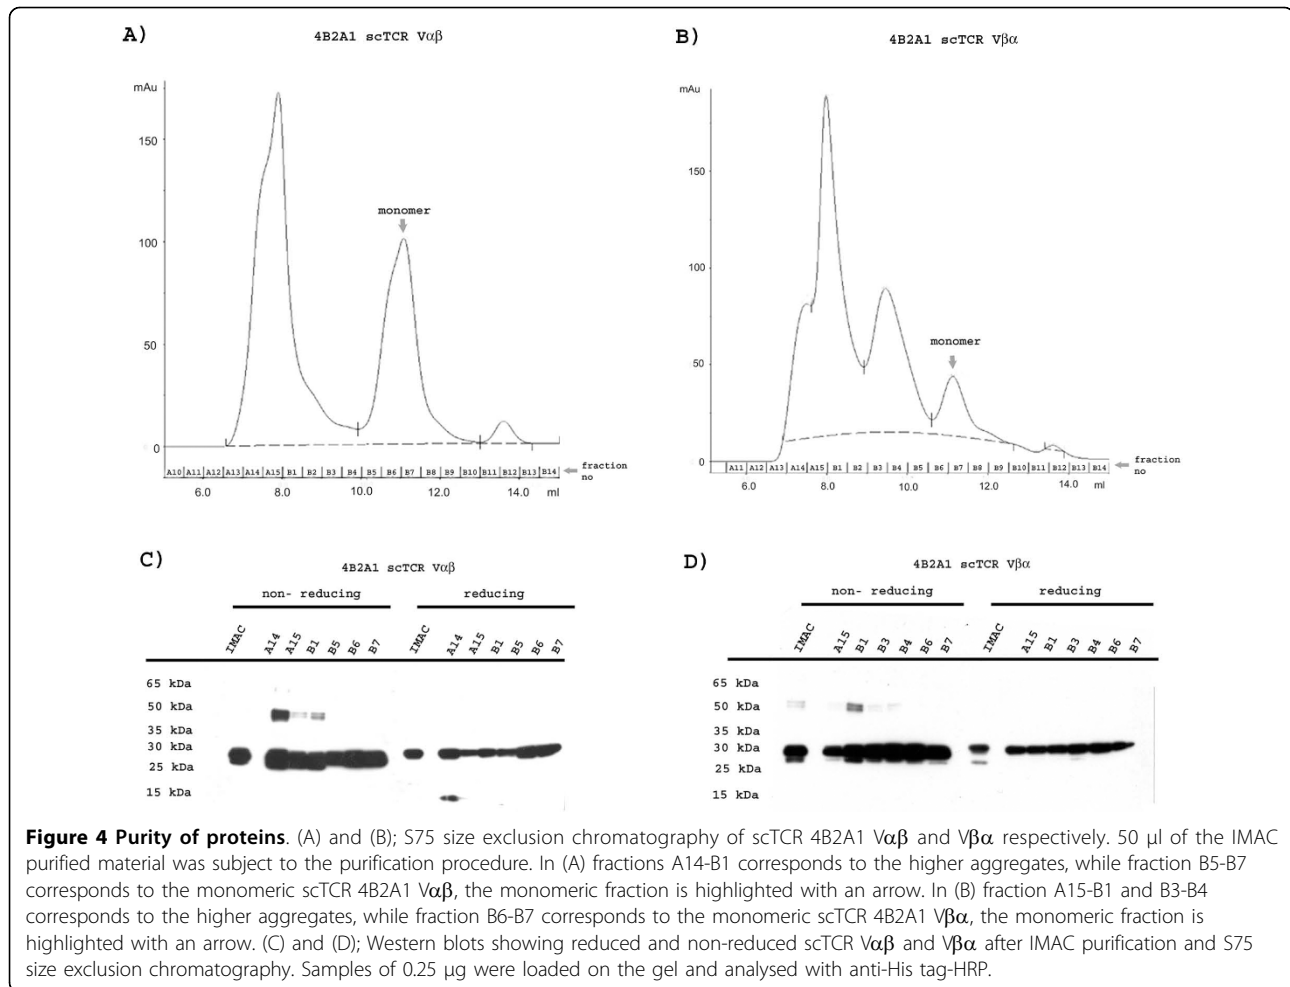 A)
4B2A1 scTCR Vαβ
mAu
150
100
50
0
monomer
A10 A11 A12 A13 A14 A15 B1 B2 B3 B4 B5 B6 B7 B8 B9 B10 B11 B12 B13 B14
fraction
no
6.0 8.0 10.0 12.0 14.0 ml
B)
4B2A1 scTCR Vβα
mAu
150
100
50
0
monomer
A11 A12 A13 A14 A15 B1 B2 B3 B4 B5 B6 B7 B8 B9 B10 B11 B12 B13 B14
fraction
no
6.0 8.0 10.0 12.0 14.0 ml
C)
4B2A1 scTCR Vαβ
non- reducing reducing
IMAC A14 A15 B1 B5 B6 B7 IMAC A14 A15 B1 B5 B6 B7
65 kDa
50 kDa
35 kDa
30 kDa
25 kDa
15 kDa
D)
4B2A1 scTCR Vβα
non- reducing reducing
IMAC A15 B1 B3 B4 B6 B7 IMAC A15 B1 B3 B4 B6 B7
65 kDa
50 kDa
35 kDa
30 kDa
25 kDa
15 kDa
Figure 4 Purity of proteins. (A) and (B); S75 size exclusion chromatography of scTCR 4B2A1 Vαβ and Vβα respectively. 50 μl of the IMAC
purified material was subject to the purification procedure. In (A) fractions A14-B1 corresponds to the higher aggregates, while fraction B5-B7
corresponds to the monomeric scTCR 4B2A1 Vαβ, the monomeric fraction is highlighted with an arrow. In (B) fraction A15-B1 and B3-B4
corresponds to the higher aggregates, while fraction B6-B7 corresponds to the monomeric scTCR 4B2A1 Vβα, the monomeric fraction is
highlighted with an arrow. (C) and (D); Western blots showing reduced and non-reduced scTCR Vαβ and Vβα after IMAC purification and S75
size exclusion chromatography. Samples of 0.25 μg were loaded on the gel and analysed with anti-His tag-HRP.